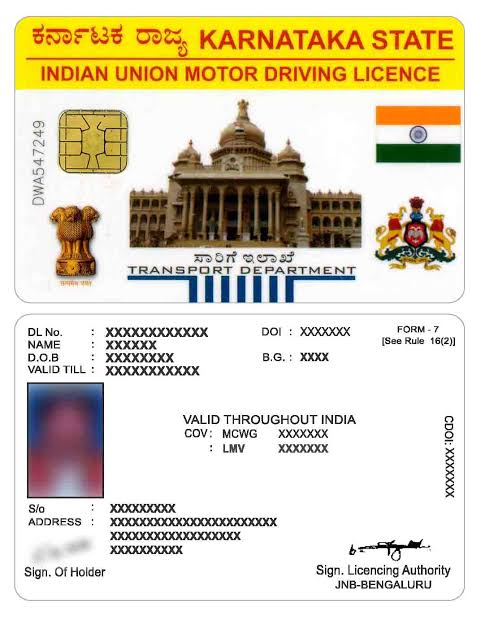 ಕರ್ನಾಟಕ ರಾಜ್ಯ KARNATAKA STATE
INDIAN UNION MOTOR DRIVING LICENCE
DWA547249
सत्यमेव जयते
ಸಾರಿಗೆ ಇಲಾಖೆ
TRANSPORT DEPARTMENT
DL No. : XXXXXXXXXXXX DOI : XXXXXXX FORM - 7
NAME : XXXXXX [See Rule 16(2)]
D.O.B : XXXXXXXX B.G. : XXXX
VALID TILL : XXXXXXXXXXX
VALID THROUGHOUT INDIA
COV: MCWG XXXXXXX
: LMV XXXXXXX
CDOI: XXXXXXX
S/o : XXXXXXXXX
ADDRESS : XXXXXXXXXXXXXXXXXXXXXXX
XXXXXXXXXXXXXXXXXX
XXXXXXXXXX
Sign. Of Holder
Sign. Licencing Authority
JNB-BENGALURU